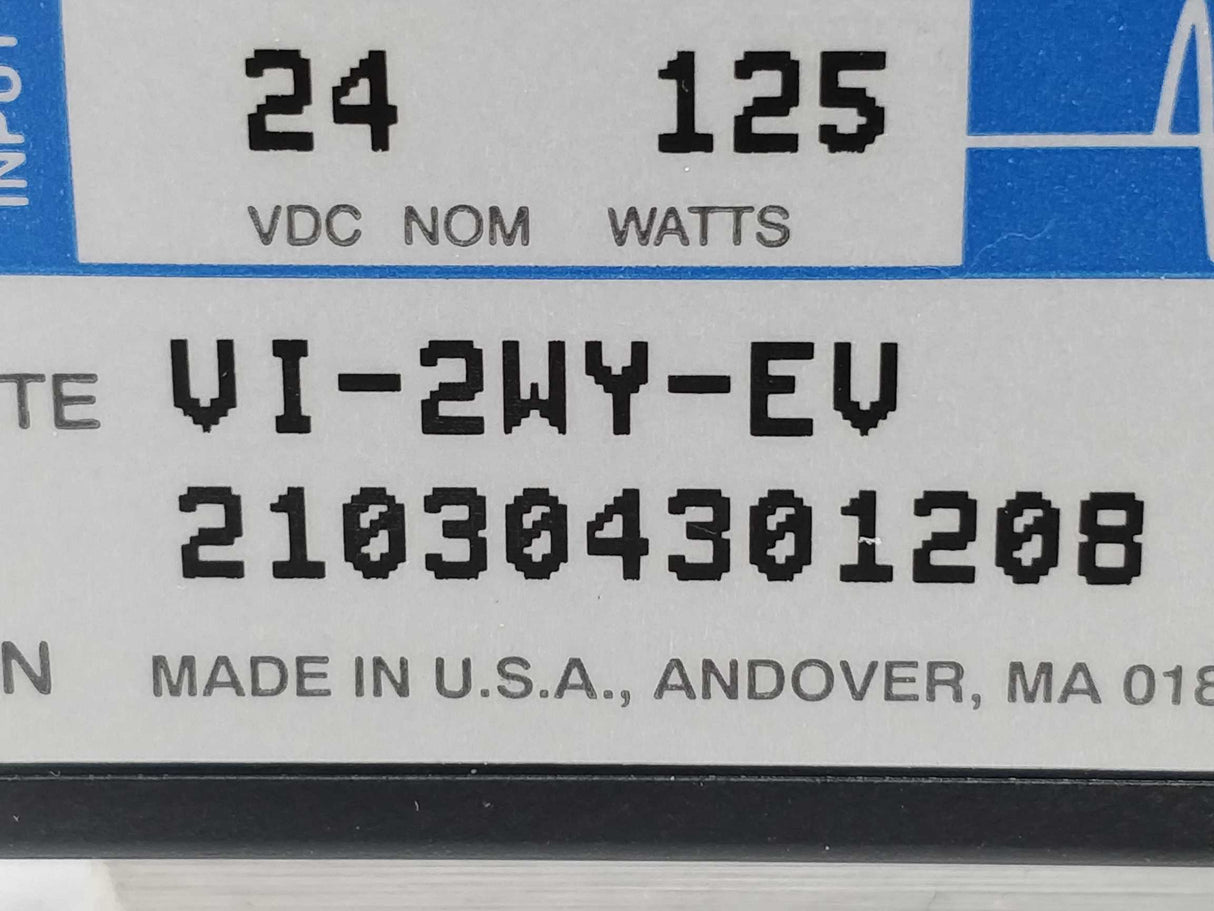 INPUT
24 125
VDC NOM WATTS
TE VI-2WY-EV
210304301208
N MADE IN U.S.A., ANDOVER, MA 018